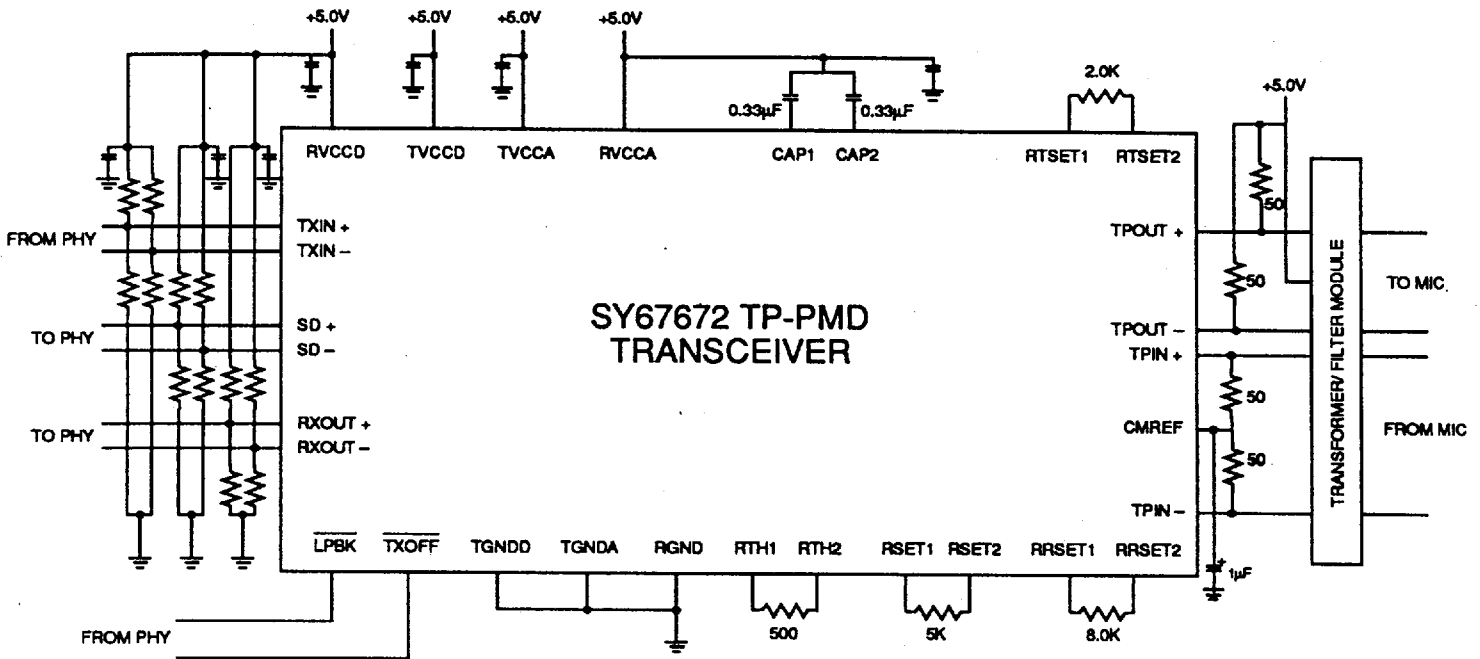 +5.0V +5.0V +5.0V +5.0V
2.0K
+5.0V
0.33µF 0.33µF
RVCCD TVCCD TVCCA RVCCA CAP1 CAP2 RTSET1 RTSET2
50
TXIN +
FROM PHY
TXIN –
TPOUT +
50
TO MIC
SD +
TO PHY
SD –
TPOUT –
SY67672 TP-PMD
TRANSCEIVER
TPIN +
50
RXOUT +
TO PHY
RXOUT –
CMREF
50
FROM MIC
TPIN –
TRANSFORMER/ FILTER MODULE
LPBK TXOFF TGNDD TGNDA RGND RTH1 RTH2 RSET1 RSET2 RRSET1 RRSET2
+
1µF
500 5K 8.0K
FROM PHY